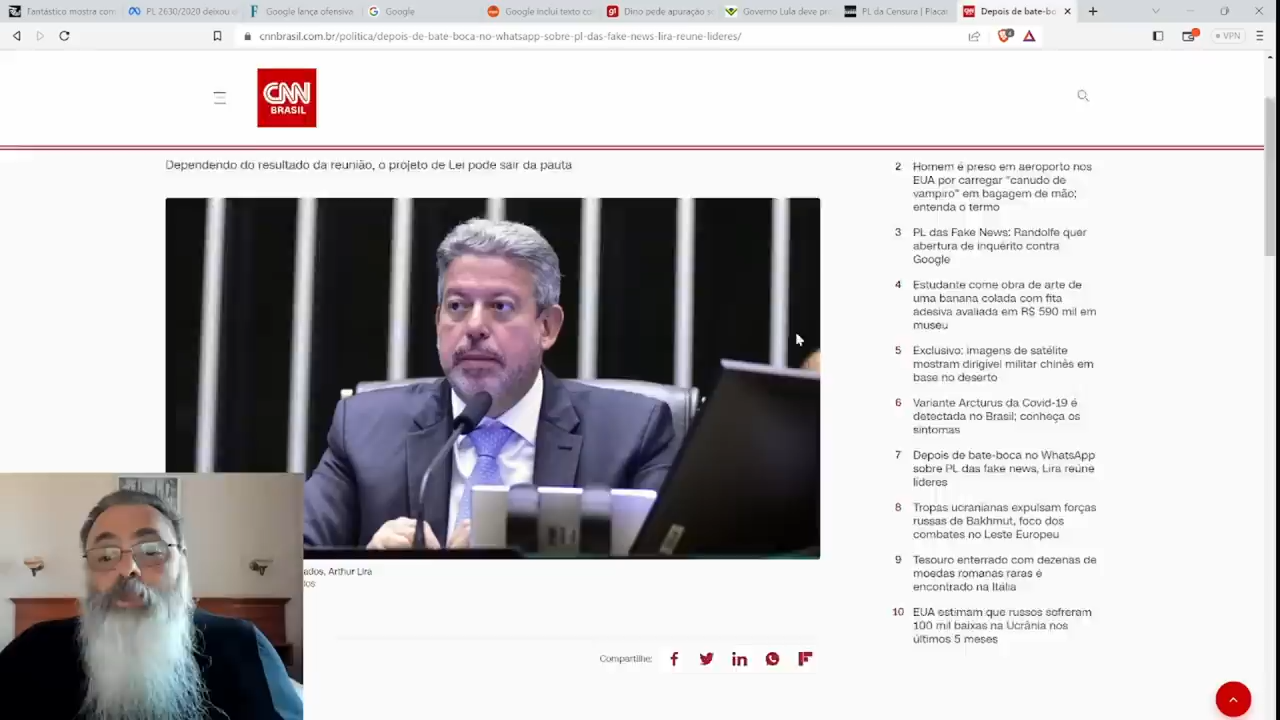 Fantástico mostra com
PL 2630/2020 deixou c
Google lança ofensiva
Google
Google inclui texto co
Dino pede apuração s
Governo Lula deve pr
PL da Censura | Placar
Depois de bate-bo
cnnbrasil.com.br/politica/depois-de-bate-boca-no-whatsapp-sobre-pl-das-fake-news-lira-reune-lideres/
VPN
CNN
BRASIL
Dependendo do resultado da reunião, o projeto de Lei pode sair da pauta
ados, Arthur Lira
dos
Compartilhe:
2 Homem é preso em aeroporto nos
EUA por carregar "canudo de
vampiro" em bagagem de mão;
entenda o termo
3 PL das Fake News: Randolfe quer
abertura de inquérito contra
Google
4 Estudante come obra de arte de
uma banana colada com fita
adesiva avaliada em R$ 590 mil em
museu
5 Exclusivo: imagens de satélite
mostram dirigível militar chinês em
base no deserto
6 Variante Arcturus da Covid-19 é
detectada no Brasil; conheça os
sintomas
7 Depois de bate-boca no WhatsApp
sobre PL das fake news, Lira reúne
líderes
8 Tropas ucranianas expulsam forças
russas de Bakhmut, foco dos
combates no Leste Europeu
9 Tesouro enterrado com dezenas de
moedas romanas raras é
encontrado na Itália
10 EUA estimam que russos sofreram
100 mil baixas na Ucrânia nos
últimos 5 meses